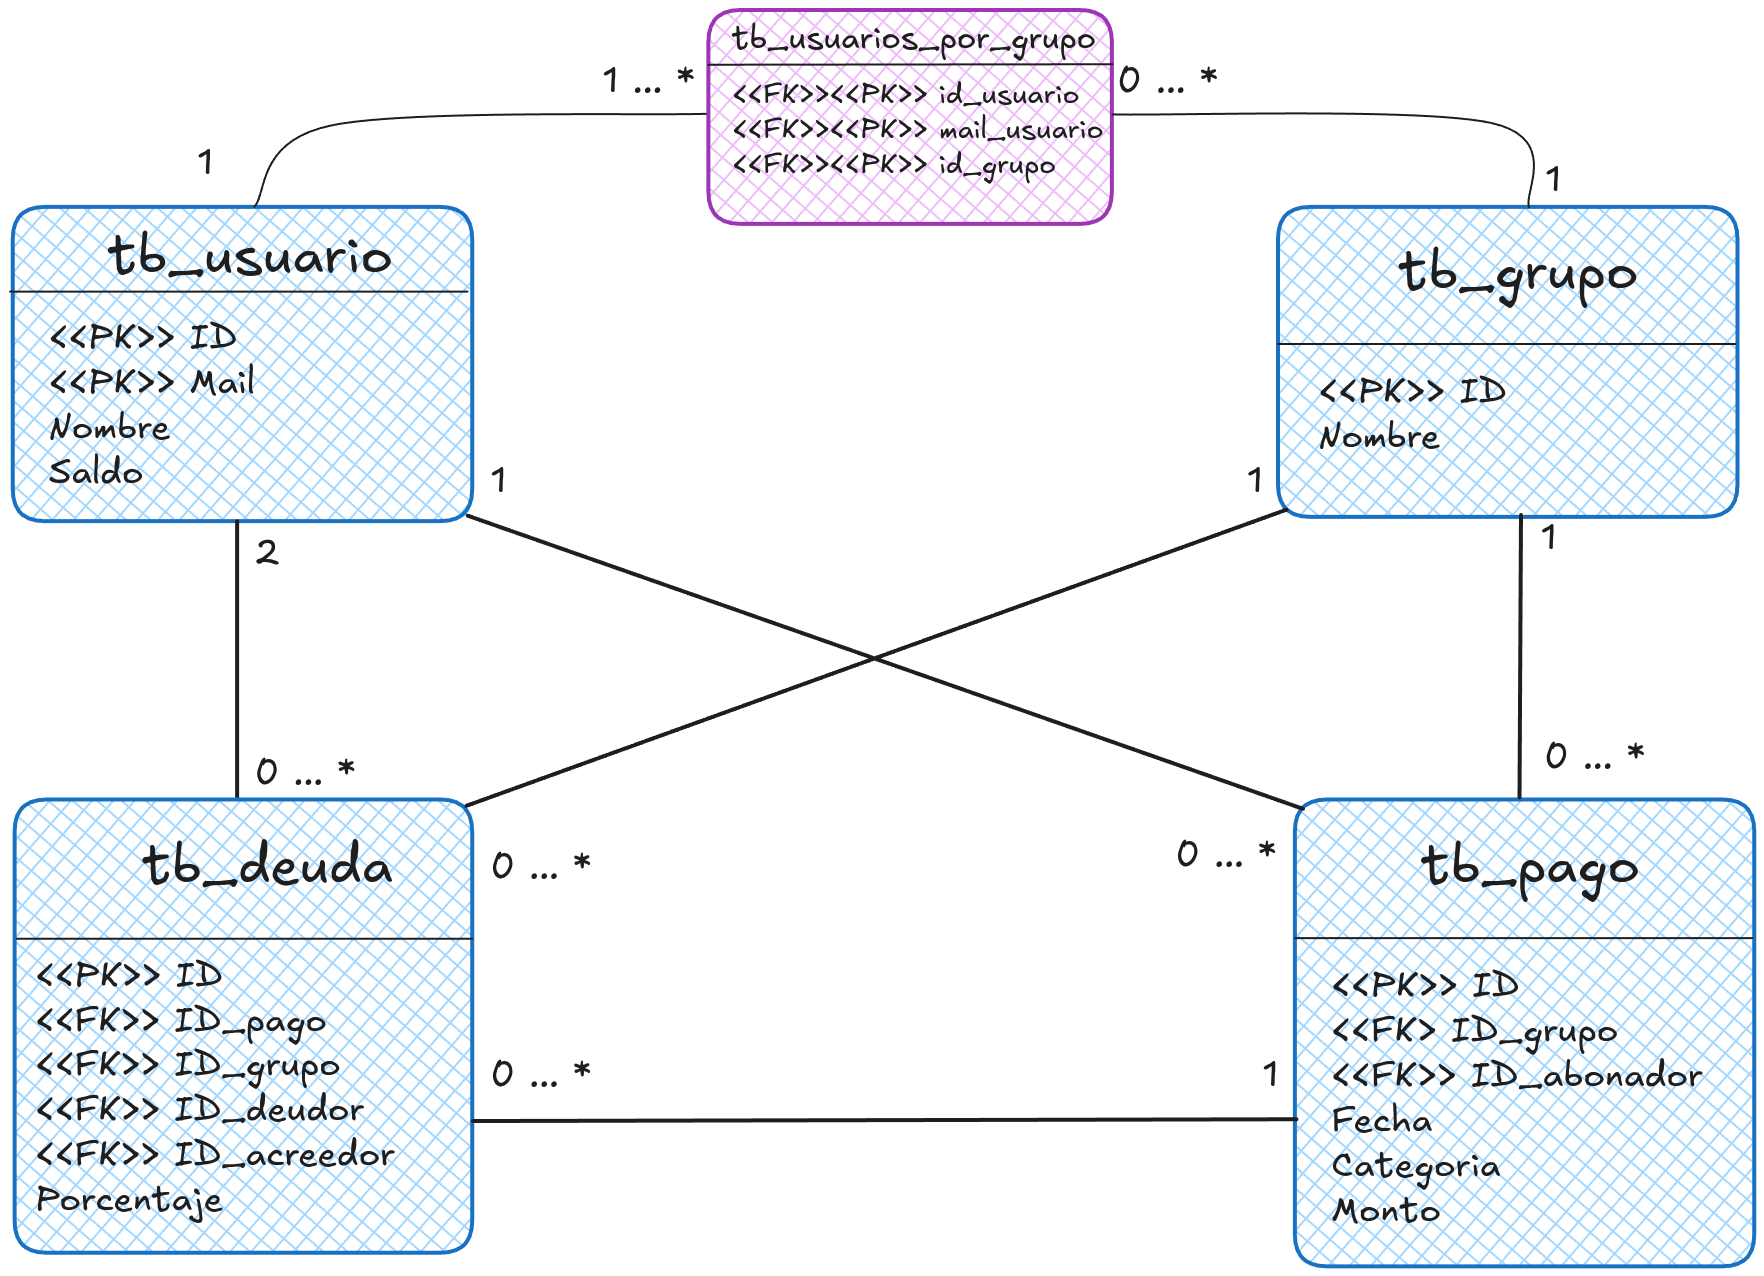 tb_usuarios_por_grupo
<<FK>><<PK>> id_usuario
<<FK>><<PK>> mail_usuario
<<FK>><<PK>> id_grupo
1 ... *
0 ... *
1
1
tb_usuario
<<PK>> ID
<<PK>> Mail
Nombre
Saldo
tb_grupo
<<PK>> ID
Nombre
1
1
2
1
0 ... *
0 ... *
0 ... *
0 ... *
tb_deuda
<<PK>> ID
<<FK>> ID_pago
<<FK>> ID_grupo
<<FK>> ID_deudor
<<FK>> ID_acreedor
Porcentaje
0 ... *
1
tb_pago
<<PK>> ID
<<FK> ID_grupo
<<FK>> ID_abonador
Fecha
Categoria
Monto